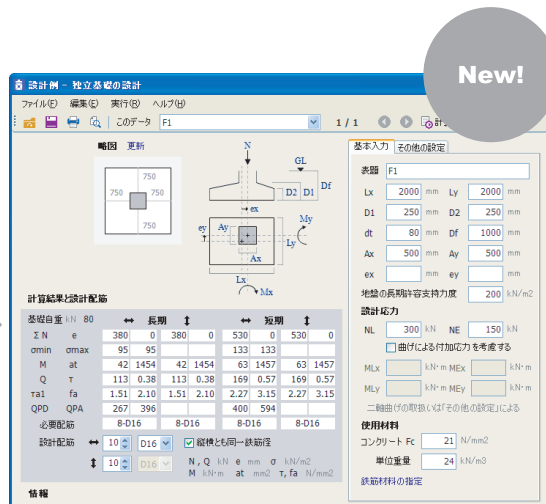 New!
設計例 - 独立基礎の設計
ファイル(F) 編集(E) 実行(R) ヘルプ(H)
このデータ F1 1 / 1
略図 更新
750
750 750
750
N
GL
D2 D1 Df
ex
My
ey Ay
Ly
Ax
Lx
Mx
計算結果と設計配筋
基礎自重 kN 80 ↔ 長期 ↕ ↔ 短期 ↕
ΣN e 380 0 380 0 530 0 530 0
σmin σmax 95 95 133 133
M at 42 1454 42 1454 63 1457 63 1457
Q τ 113 0.38 113 0.38 169 0.57 169 0.57
τa1 fa 1.51 2.10 1.51 2.10 2.27 3.15 2.27 3.15
QPD QPA 267 396 400 594
必要配筋 8-D16 8-D16 8-D16 8-D16
設計配筋 ↔ 10 D16 縦横とも同一鉄筋径
↕ 10 D16 N , Q kN e mm σ kN/m2
M kN·m at mm2 τ, fa N/mm2
情報
基本入力 その他の設定
表題 F1
Lx 2000 mm Ly 2000 mm
D1 250 mm D2 250 mm
dt 80 mm Df 1000 mm
Ax 500 mm Ay 500 mm
ex mm ey mm
地盤の長期許容支持力度 200 kN/m2
設計応力
NL 300 kN NE 150 kN
曲げによる付加応力を考慮する
MLx kN·m MEx kN·m
MLy kN·m MEy kN·m
二軸曲げの取扱いは「その他の設定」による
使用材料
コンクリート Fc 21 N/mm2
単位重量 24 kN/m3
鉄筋材料の指定